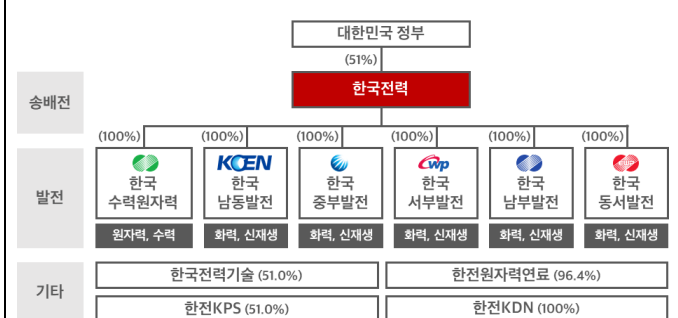 대한민국 정부
(51%)
송배전
한국전력
(100%) (100%) (100%) (100%) (100%) (100%)
발전
KOEN
wp
ewp
한국
수력원자력
한국
남동발전
한국
중부발전
한국
서부발전
한국
남부발전
한국
동서발전
원자력, 수력
화력, 신재생
화력, 신재생
화력, 신재생
화력, 신재생
화력, 신재생
기타
한국전력기술 (51.0%)
한전원자력연료 (96.4%)
한전KPS (51.0%)
한전KDN (100%)